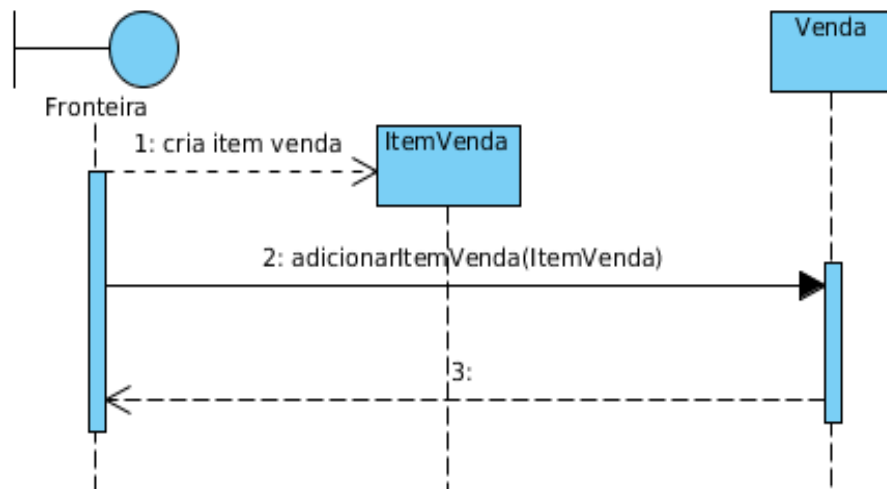 Venda
Fronteira
1: cria item venda
ItemVenda
2: adicionarItemVenda(ItemVenda)
3: